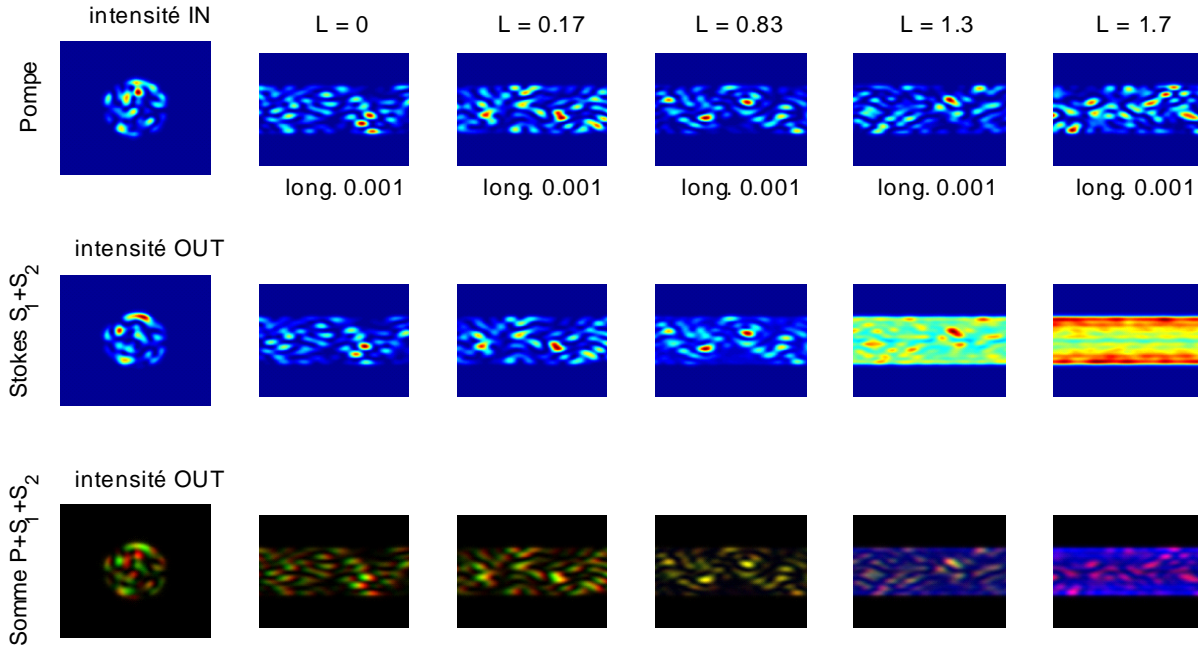 intensité IN
L = 0
L = 0.17
L = 0.83
L = 1.3
L = 1.7
Pompe
long. 0.001
long. 0.001
long. 0.001
long. 0.001
long. 0.001
intensité OUT
Stokes S₁+S₂
intensité OUT
Somme P+S₁+S₂